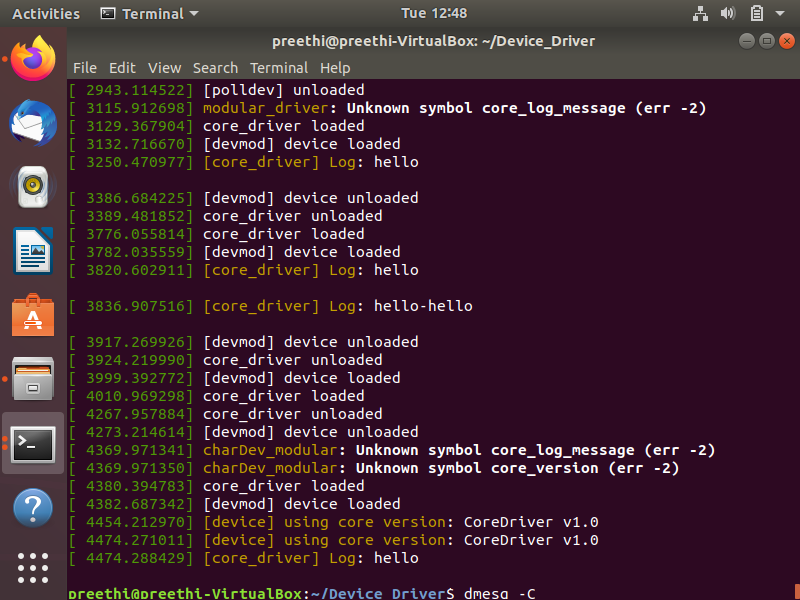 Activities Terminal Tue 12:48
preethi@preethi-VirtualBox: ~/Device_Driver
File Edit View Search Terminal Help
[ 2943.114522] [polldev] unloaded
[ 3115.912698] modular_driver: Unknown symbol core_log_message (err -2)
[ 3129.367904] core_driver loaded
[ 3132.716670] [devmod] device loaded
[ 3250.470977] [core_driver] Log: hello
[ 3386.684225] [devmod] device unloaded
[ 3389.481852] core_driver unloaded
[ 3776.055814] core_driver loaded
[ 3782.035559] [devmod] device loaded
[ 3820.602911] [core_driver] Log: hello
[ 3836.907516] [core_driver] Log: hello-hello
[ 3917.269926] [devmod] device unloaded
[ 3924.219990] core_driver unloaded
[ 3999.392772] [devmod] device loaded
[ 4010.969298] core_driver loaded
[ 4267.957884] core_driver unloaded
[ 4273.214614] [devmod] device unloaded
[ 4369.971341] charDev_modular: Unknown symbol core_log_message (err -2)
[ 4369.971350] charDev_modular: Unknown symbol core_version (err -2)
[ 4380.394783] core_driver loaded
[ 4382.687342] [devmod] device loaded
[ 4454.212970] [device] using core version: CoreDriver v1.0
[ 4474.271011] [device] using core version: CoreDriver v1.0
[ 4474.288429] [core_driver] Log: hello
preethi@preethi-VirtualBox:~/Device_Driver$ dmesg -C